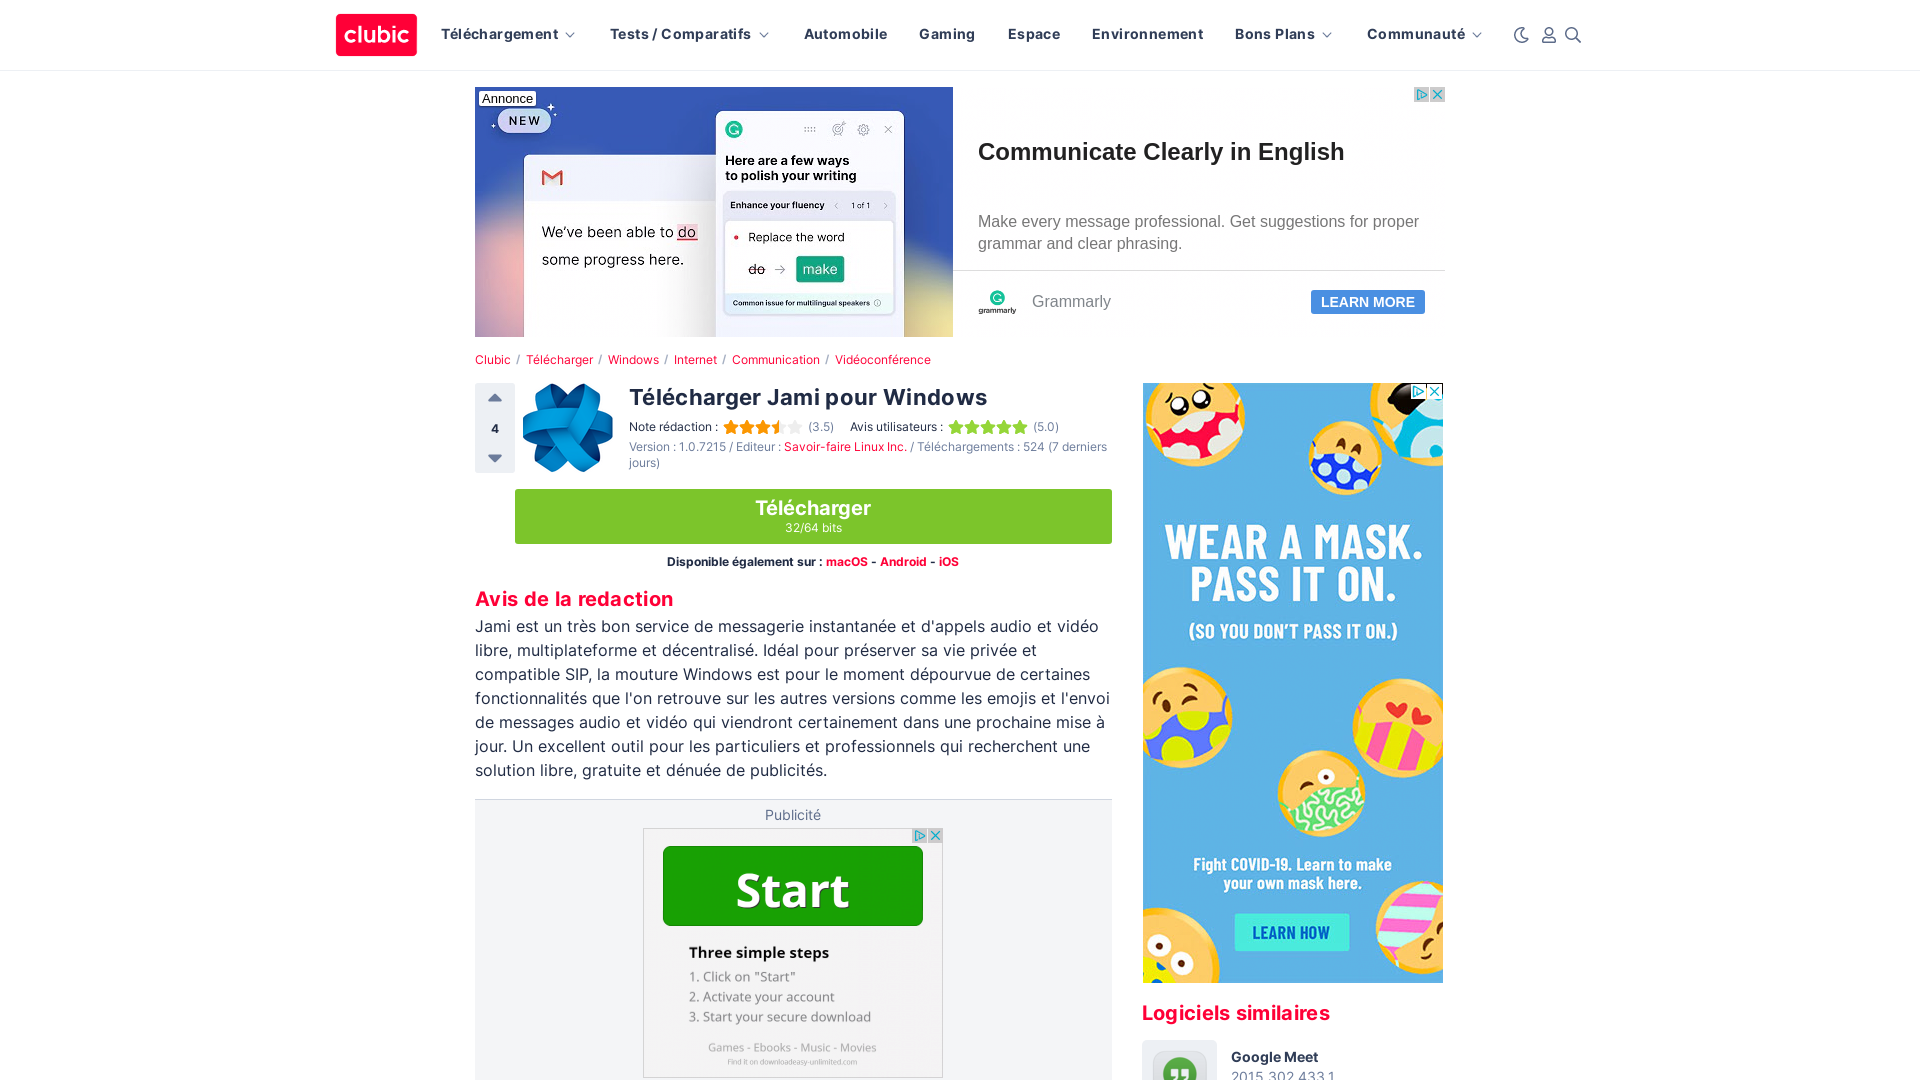 clubic
Téléchargement
Tests / Comparatifs
Automobile
Gaming
Espace
Environnement
Bons Plans
Communauté
Annonce
NEW
We've been able to do
some progress here.
Here are a few ways
to polish your writing
Enhance your fluency
1 of 1
Replace the word
do → make
Common issue for multilingual speakers
Communicate Clearly in English
Make every message professional. Get suggestions for proper
grammar and clear phrasing.
grammarly
Grammarly
LEARN MORE
Clubic / Télécharger / Windows / Internet / Communication / Vidéoconférence
4
Télécharger Jami pour Windows
Note rédaction : (3.5) Avis utilisateurs : (5.0)
Version : 1.0.7215 / Editeur : Savoir-faire Linux Inc. / Téléchargements : 524 (7 derniers
jours)
Télécharger
32/64 bits
Disponible également sur : macOS - Android - iOS
Avis de la redaction
Jami est un très bon service de messagerie instantanée et d'appels audio et vidéo
libre, multiplateforme et décentralisé. Idéal pour préserver sa vie privée et
compatible SIP, la mouture Windows est pour le moment dépourvue de certaines
fonctionnalités que l'on retrouve sur les autres versions comme les emojis et l'envoi
de messages audio et vidéo qui viendront certainement dans une prochaine mise à
jour. Un excellent outil pour les particuliers et professionnels qui recherchent une
solution libre, gratuite et dénuée de publicités.
Publicité
Start
Three simple steps
1. Click on "Start"
2. Activate your account
3. Start your secure download
Games - Ebooks - Music - Movies
Find it on downloadeasy-unlimited.com
WEAR A MASK.
PASS IT ON.
(SO YOU DON'T PASS IT ON.)
Fight COVID-19. Learn to make
your own mask here.
LEARN HOW
Logiciels similaires
Google Meet
2015.302.433.1